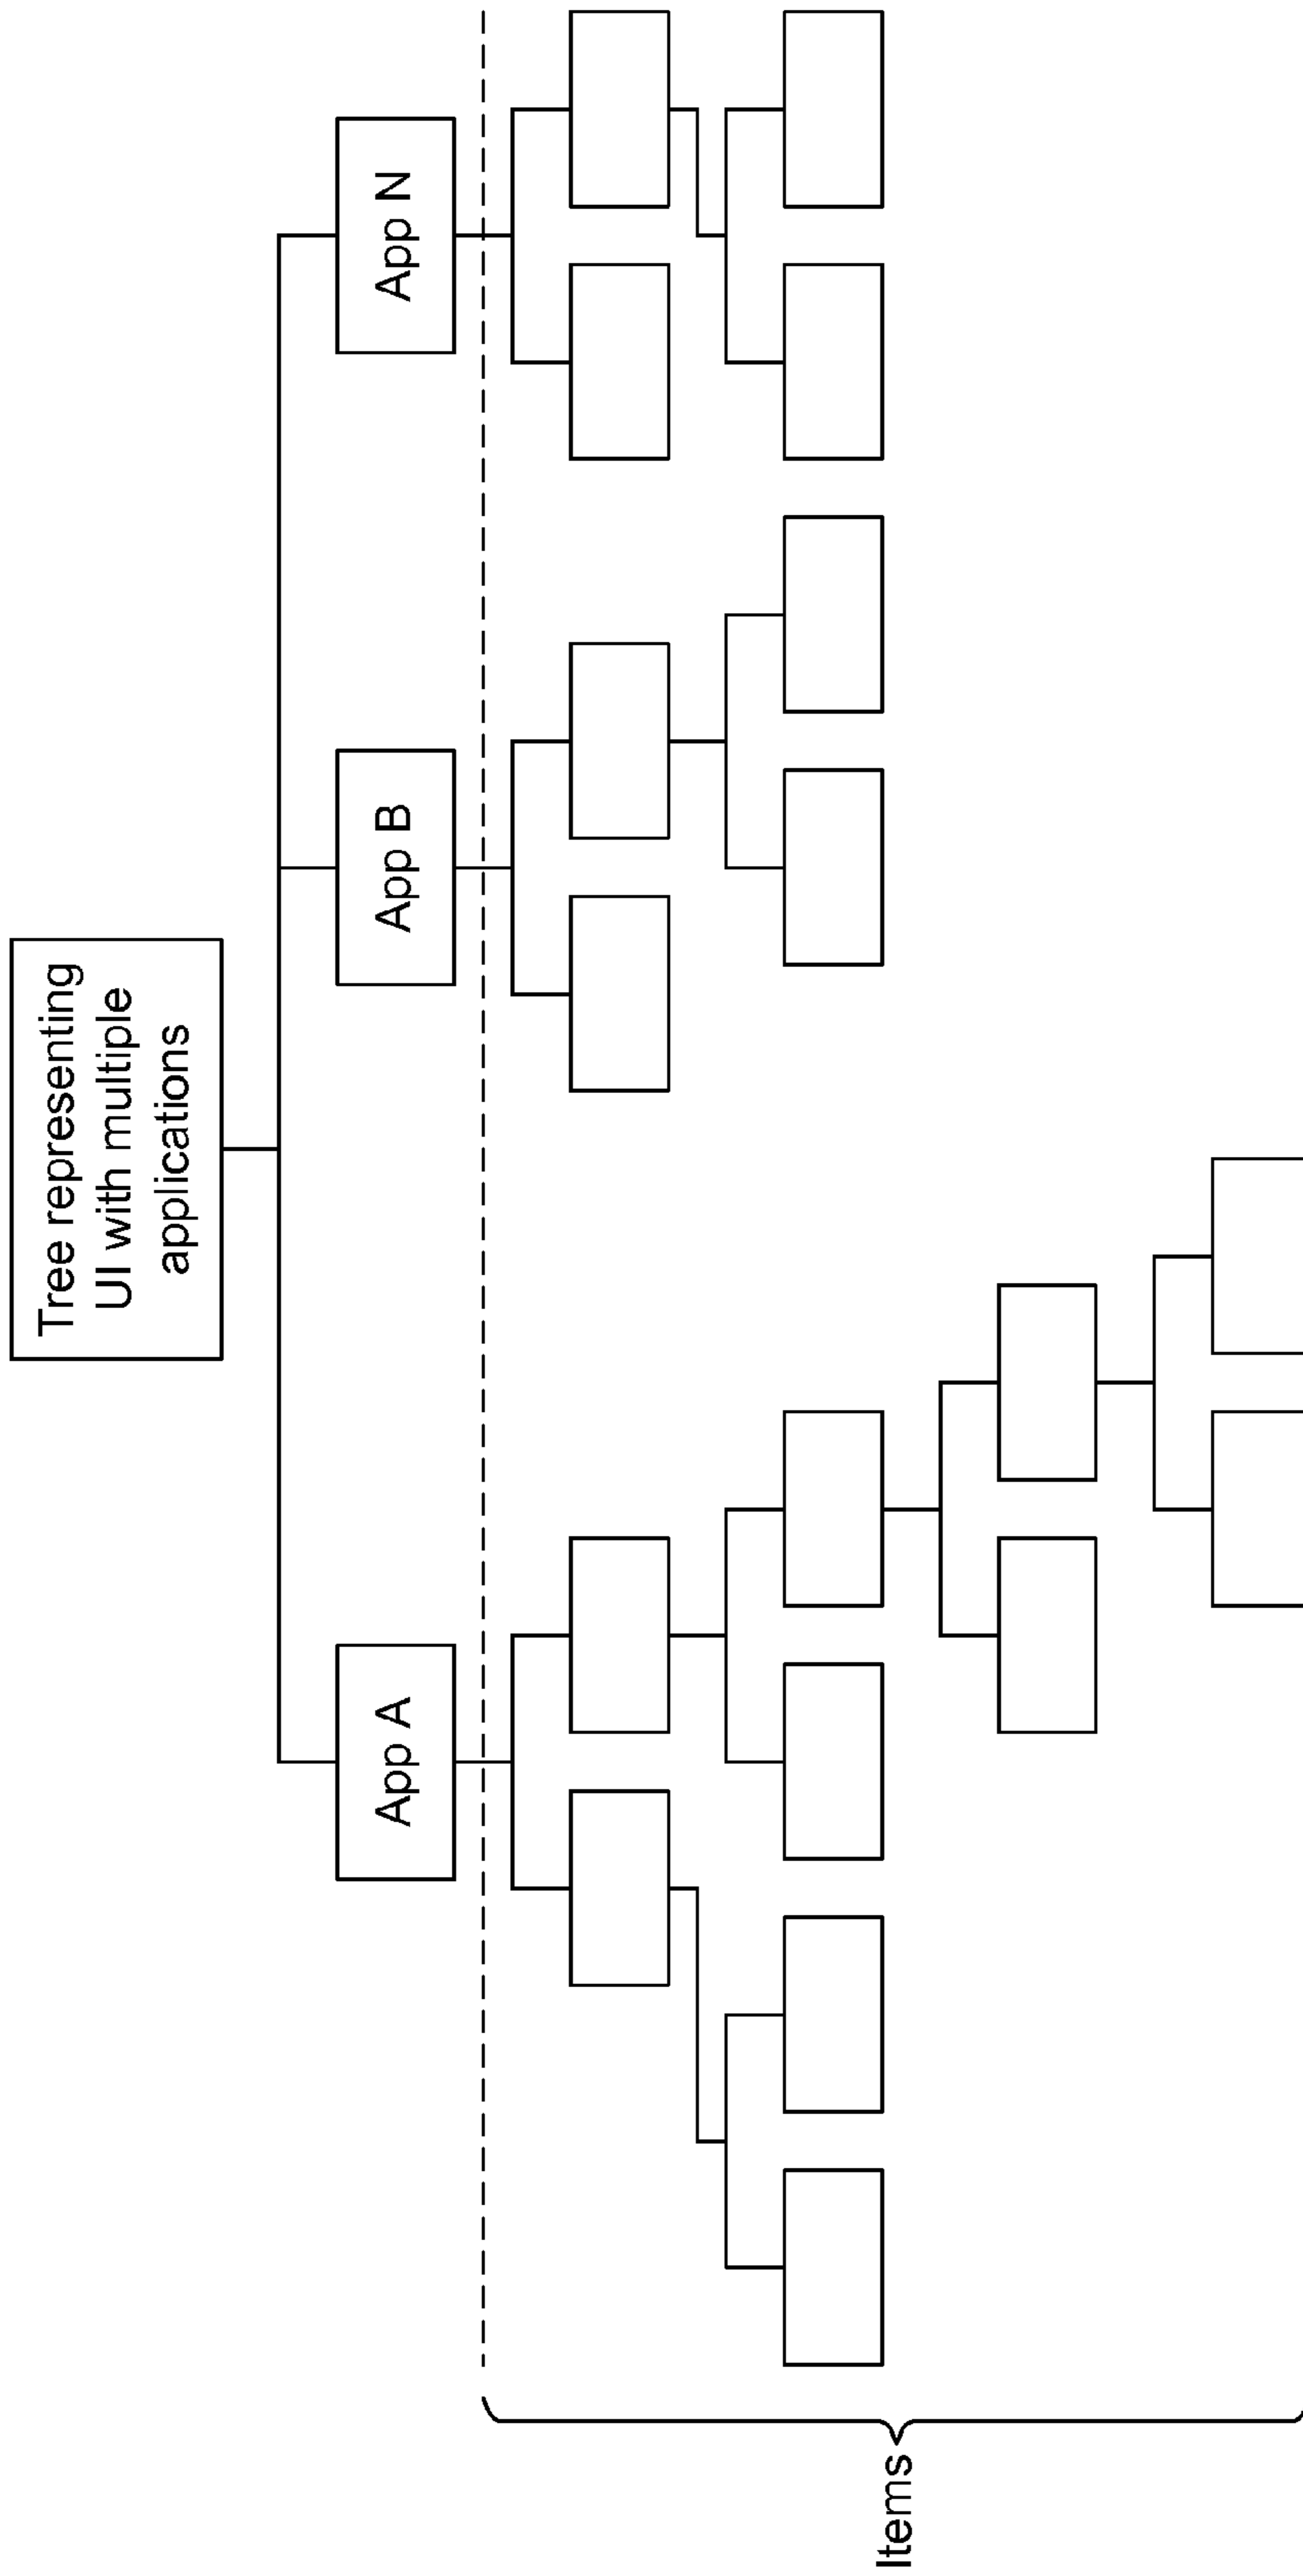 Tree representing
UI with multiple
applications
App A
App B
App N
Items